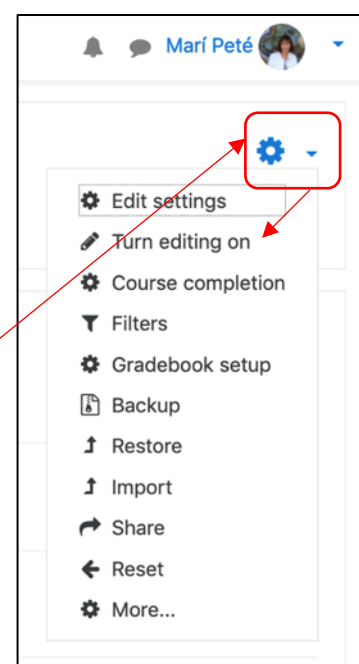 Marí Peté
Edit settings
Turn editing on
Course completion
Filters
Gradebook setup
Backup
Restore
Import
Share
Reset
More...